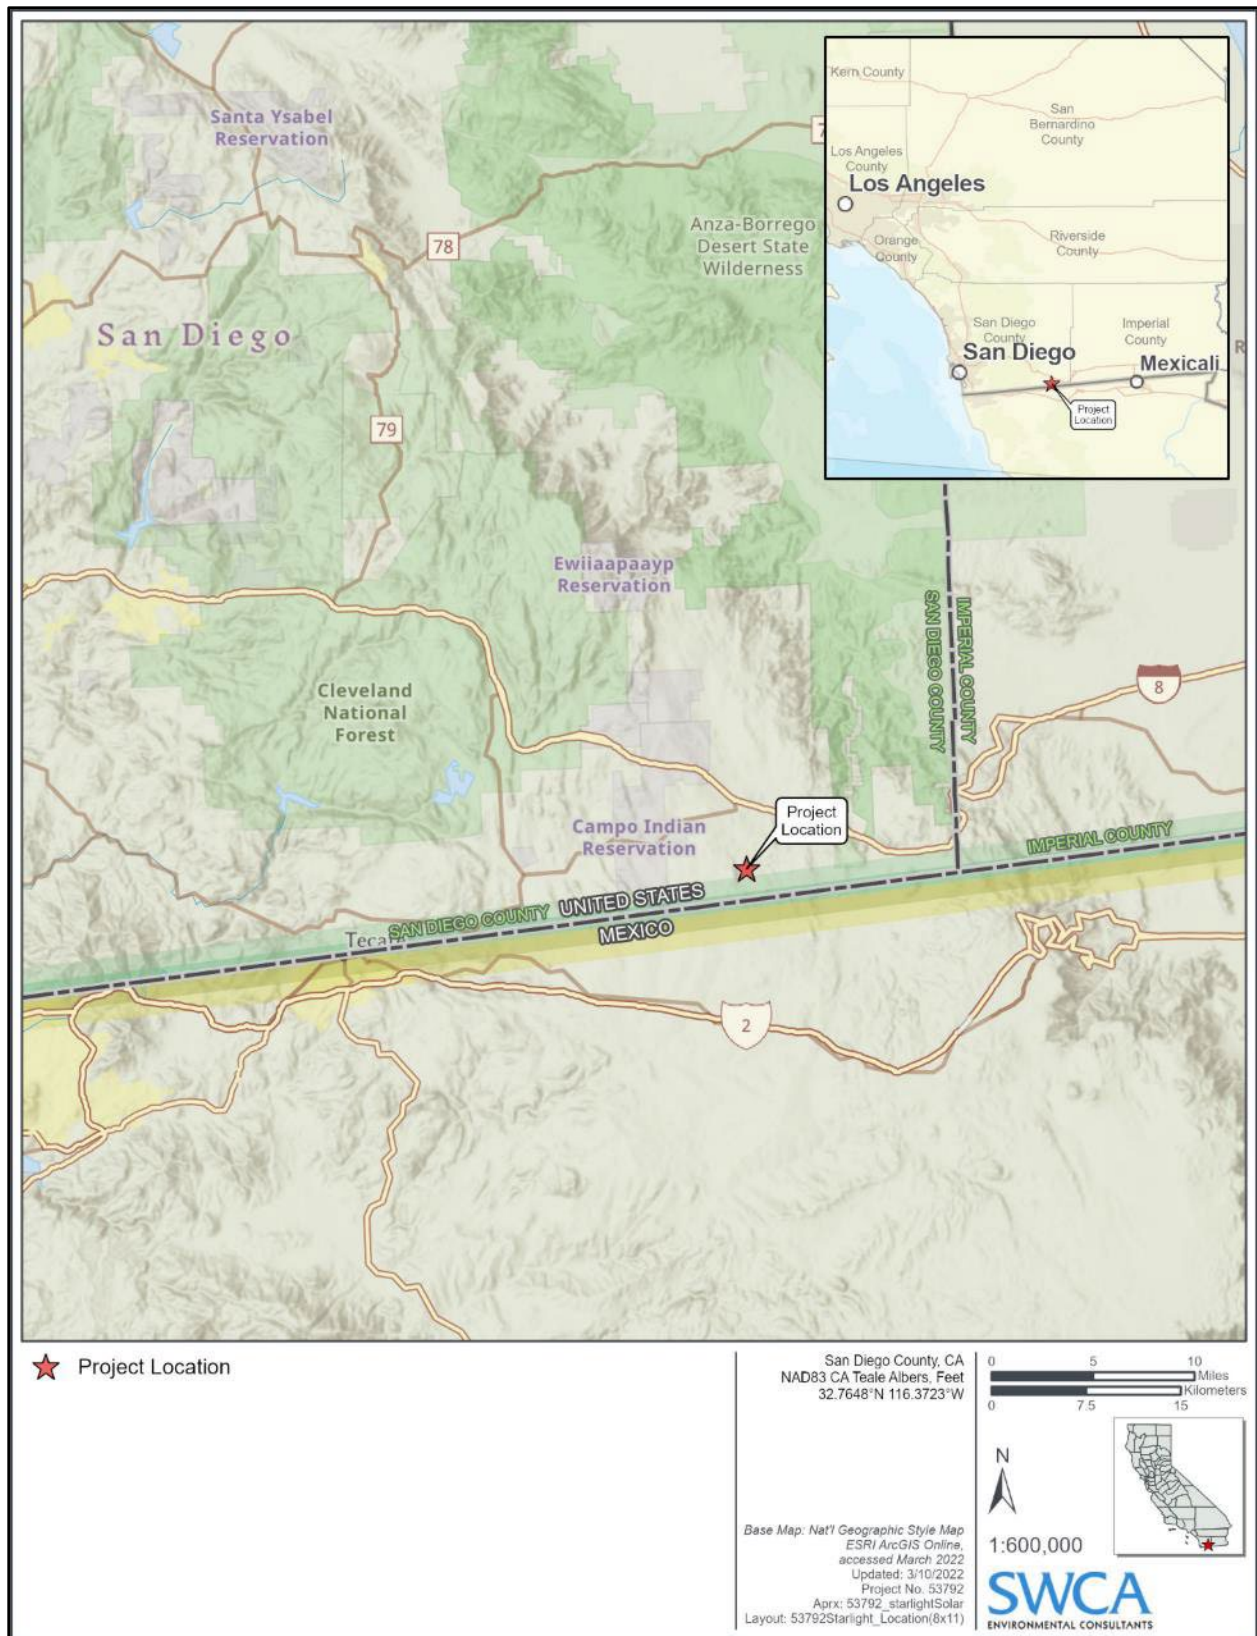 Santa Ysabel
Reservation
78
Anza-Borrego
Desert State
Wilderness
San Diego
79
Ewiiaapaayp
Reservation
Cleveland
National
Forest
SAN DIEGO COUNTY
IMPERIAL COUNTY
8
Project
Location
Campo Indian
Reservation
IMPERIAL COUNTY
SAN DIEGO COUNTY
UNITED STATES
MEXICO
2
Kern County
San
Bernardino
County
Los Angeles
County
Los Angeles
Orange
County
Riverside
County
San Diego
County
Imperial
County
San Diego
Mexicali
Project
Location
Project Location
San Diego County, CA
NAD83 CA Teale Albers, Feet
32.7648°N 116.3723°W
Base Map: Nat'l Geographic Style Map
ESRI ArcGIS Online,
accessed March 2022
Updated: 3/10/2022
Project No. 53792
Aprx: 53792_starlightSolar
Layout: 53792Starlight_Location(8x11)
0 5 10
Miles
Kilometers
0 7.5 15
N
1:600,000
SWCA
ENVIRONMENTAL CONSULTANTS